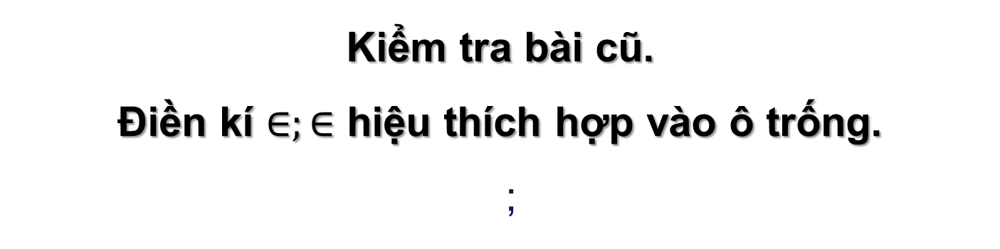 Kiểm tra bài cũ.
Điền kí ∈; ∈ hiệu thích hợp vào ô trống.
;